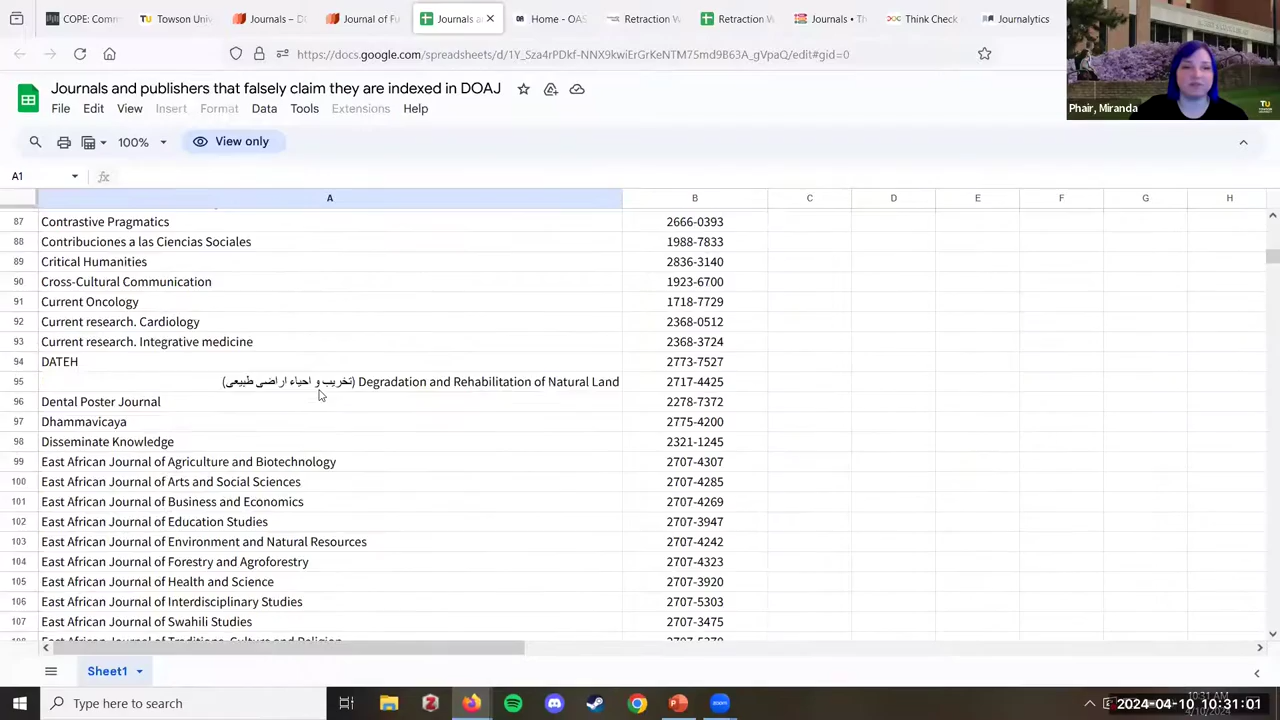 COPE: Comm
Towson Uni
Journals – DO
Journal of Fu
Journals a
Home - OAS
Retraction W
Retraction W
Journals • Th
Think Check
Journalytics
https://docs.google.com/spreadsheets/d/1Y_Sza4rPDkf-NNX9kwiErGrKeNTM75md9B63A_gVpaQ/edit#gid=0
Phair, Miranda
TU
Journals and publishers that falsely claim they are indexed in DOAJ
File Edit View Insert Format Data Tools Extensions Help
100% View only
A1 fx
A B C D E F G H
87 Contrastive Pragmatics 2666-0393
88 Contribuciones a las Ciencias Sociales 1988-7833
89 Critical Humanities 2836-3140
90 Cross-Cultural Communication 1923-6700
91 Current Oncology 1718-7729
92 Current research. Cardiology 2368-0512
93 Current research. Integrative medicine 2368-3724
94 DATEH 2773-7527
95 (تخریب و احیاء اراضی طبیعی) Degradation and Rehabilitation of Natural Land 2717-4425
96 Dental Poster Journal 2278-7372
97 Dhammavicaya 2775-4200
98 Disseminate Knowledge 2321-1245
99 East African Journal of Agriculture and Biotechnology 2707-4307
100 East African Journal of Arts and Social Sciences 2707-4285
101 East African Journal of Business and Economics 2707-4269
102 East African Journal of Education Studies 2707-3947
103 East African Journal of Environment and Natural Resources 2707-4242
104 East African Journal of Forestry and Agroforestry 2707-4323
105 East African Journal of Health and Science 2707-3920
106 East African Journal of Interdisciplinary Studies 2707-5303
107 East African Journal of Swahili Studies 2707-3475
Sheet1
Type here to search
2024-04-10 10:31:01